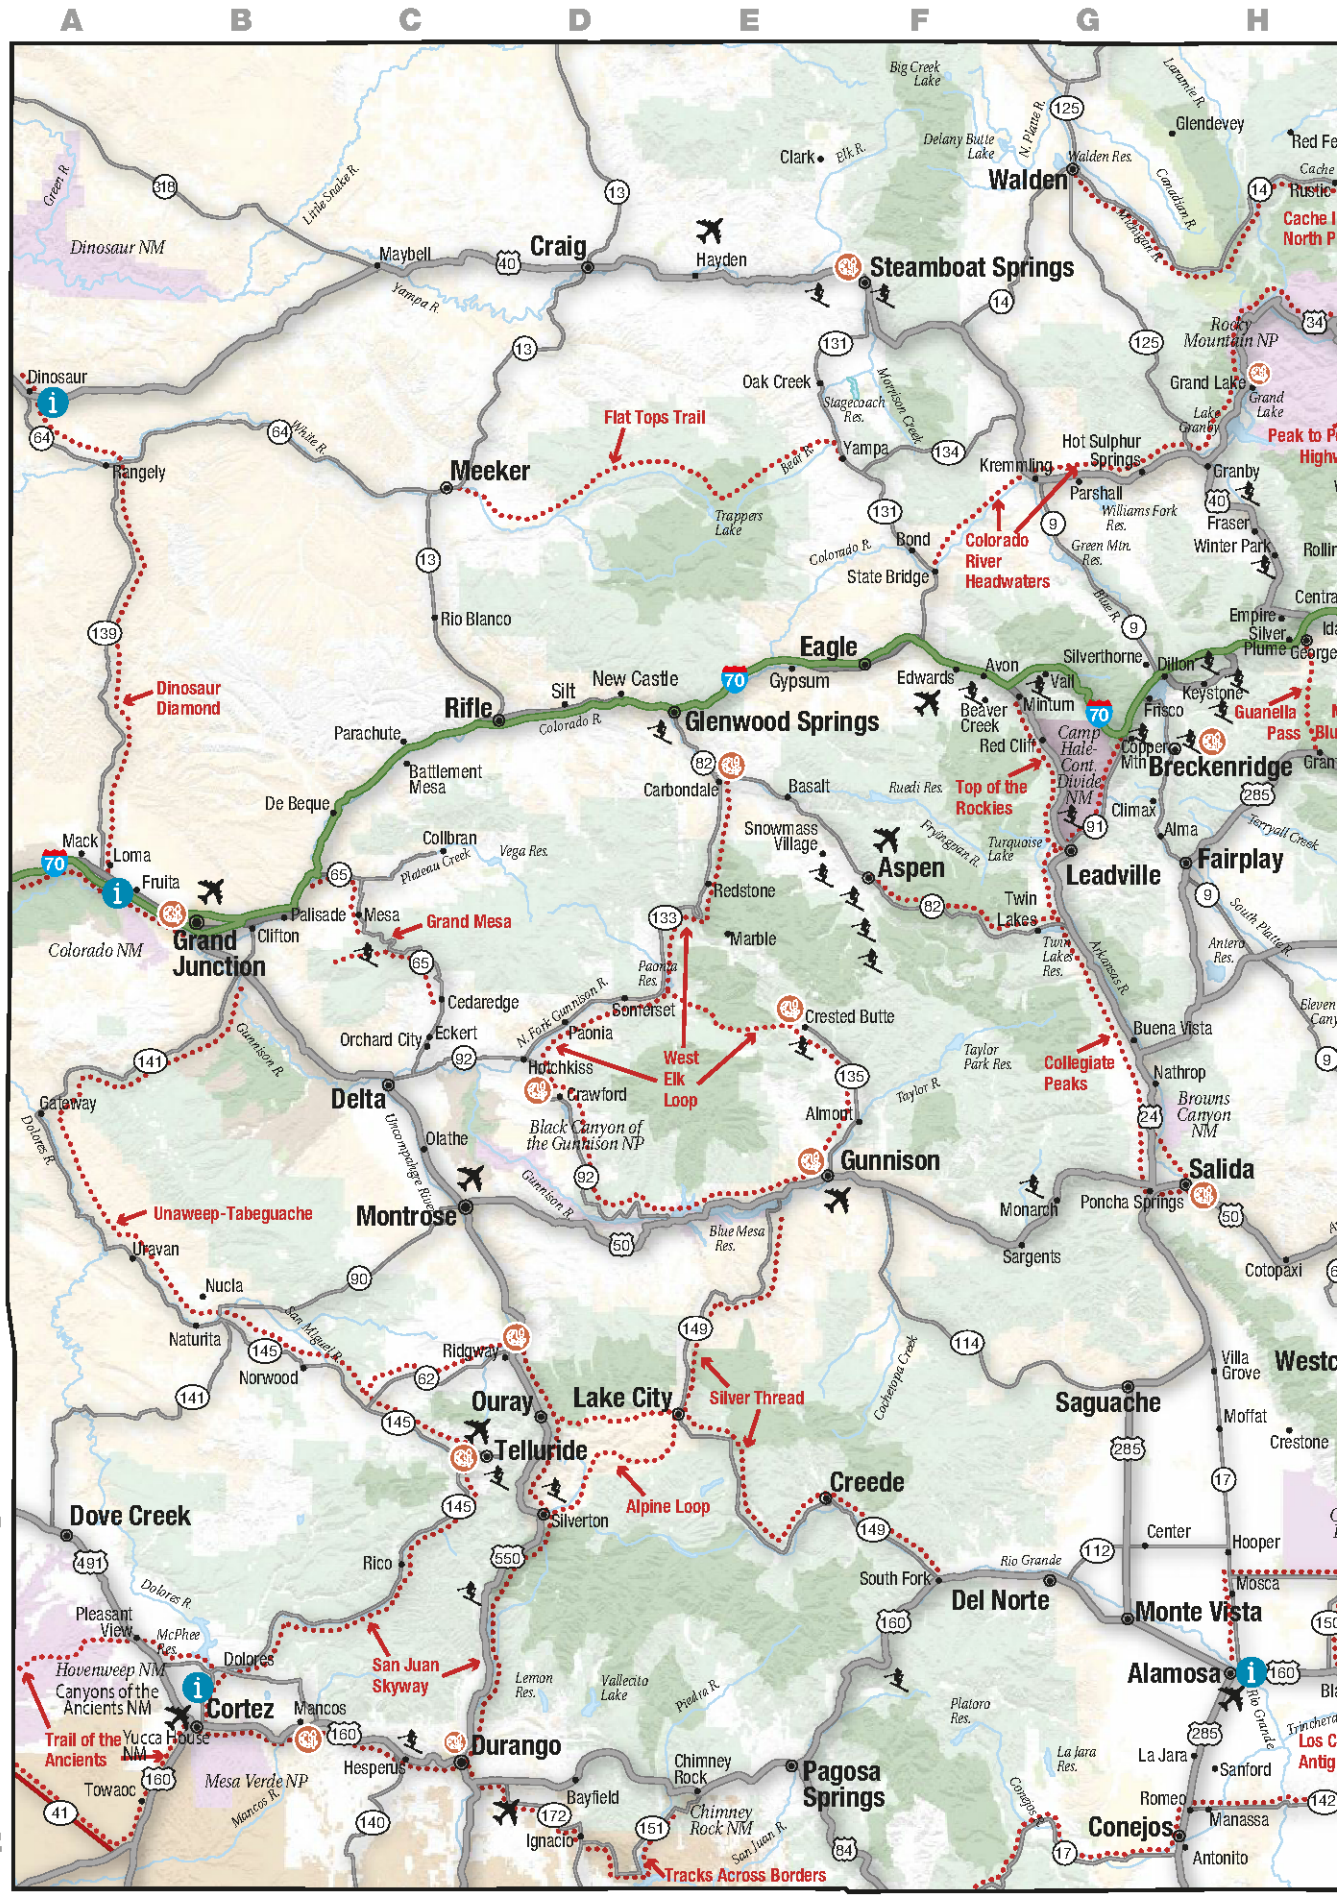 A B C D E F G H
Big Creek
Lake
Laramie R.
125
Glendevey
N. Platte R.
Delany Butte
Lake
Red Fe
Clark
Elk R.
Walden Res.
Walden
Cache
14
Rustic
Canadian R.
Michigan R.
Cache l
North P
Green R.
318
Little Snake R.
13
Dinosaur NM
Maybell
40
Craig
Hayden
Steamboat Springs
Yampa R.
14
Rocky
Mountain NP
34
13
131
125
Dinosaur
Oak Creek
Morrison Creek
Stagecoach
Res.
Grand Lake
Grand
Lake
Lake
Granby
Flat Tops Trail
64
64
White R.
Yampa
Bear R.
134
Hot Sulphur
Springs
Peak to P
Highw
Rangely
Meeker
Kremmling
Parshall
Granby
40
Williams Fork
Res.
Trappers
Lake
131
9
Fraser
Winter Park
Rollin
Colorado R.
Bond
Colorado
River
Headwaters
Green Mtn.
Res.
State Bridge
13
Blue R.
Rio Blanco
9
Empire
Centra
Silver
Plume
Ida
George
139
Eagle
Silverthorne
Dillon
Dinosaur
Diamond
70
Gypsum
Edwards
Avon
Vail
Keystone
New Castle
Silt
Rifle
Colorado R.
Glenwood Springs
Beaver
Creek
Minturn
70
Frisco
Guanella
Pass
Blu
Parachute
Red Cliff
Camp
Hale-
Cont.
Divide
NM
Copper
Mtn
Breckenridge
Gran
Battlement
Mesa
82
Carbondale
Basalt
Ruedi Res.
Top of the
Rockies
285
De Beque
Climax
Snowmass
Village
Fryingpan R.
Turquoise
Lake
91
Alma
Terryall Creek
Mack
Loma
70
Collbran
Plateau Creek
Vega Res.
Aspen
Leadville
Fairplay
Fruita
65
Redstone
82
Twin
Lakes
9
South Platte R.
Palisade
Mesa
Grand Mesa
133
Colorado NM
Grand
Junction
Clifton
Marble
Twin
Lakes
Res.
Arkansas R.
Antero
Res.
65
Paonia
Res.
Cedaredge
N. Fork Gunnison R.
Somerset
Crested Butte
Eleven
Cany
Gunnison R.
Orchard City
Eckert
Paonia
Buena Vista
141
92
Hotchkiss
West
Elk
Loop
Taylor
Park Res.
Collegiate
Peaks
9
Delta
Crawford
135
Taylor R.
Nathrop
Gateway
Dolores R.
Almont
24
Browns
Canyon
NM
Uncompahgre River
Olathe
Black Canyon of
the Gunnison NP
Gunnison
Salida
92
Unaweep-Tabeguache
Montrose
Gunnison R.
Monarch
Poncha Springs
50
Blue Mesa
Res.
50
Uravan
Sargents
Cotopaxi
Nucla
90
Naturita
San Miguel R.
149
Cochetopa Creek
145
Ridgway
114
Villa
Grove
Westc
Norwood
62
141
Ouray
Lake City
Silver Thread
Saguache
145
Moffat
Telluride
285
Crestone
Alpine Loop
17
145
Creede
Dove Creek
Silverton
149
Center
Hooper
491
550
112
Rico
Rio Grande
South Fork
Del Norte
Mosca
Dolores R.
Pleasant
View
160
Monte Vista
150
McPhee
Res.
Dolores
San Juan
Skyway
Hovenweep NM
Canyons of the
Ancients NM
Lemon
Res.
Vallecito
Lake
Piedra R.
Alamosa
160
Bla
Cortez
Mancos
Platoro
Res.
Rio Grande
Trinchera
Trail of the
Ancients
Yucca House
NM
160
Durango
La Jara
Res.
285
Los C
Antig
Hesperus
Chimney
Rock
La Jara
Towaoc
160
Mesa Verde NP
Pagosa
Springs
Sanford
Bayfield
Conejos R.
Romeo
142
41
Mancos R.
140
172
Chimney
Rock NM
Manassa
Ignacio
151
San Juan R.
Conejos
84
17
Antonito
Tracks Across Borders